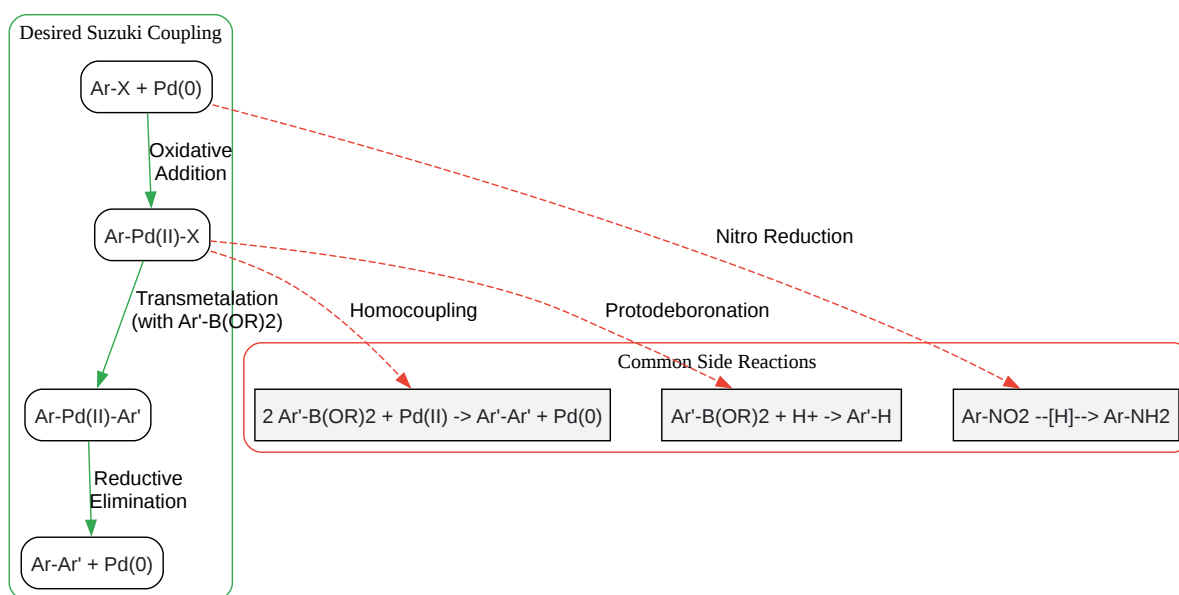 Desired Suzuki Coupling
Ar-X + Pd(0)
Oxidative
Addition
Ar-Pd(II)-X
Nitro Reduction
Transmetalation
(with Ar'-B(OR)2)
Homocoupling
Protodeboronation
Common Side Reactions
Ar-Pd(II)-Ar'
2 Ar'-B(OR)2 + Pd(II) -> Ar'-Ar' + Pd(0)
Ar'-B(OR)2 + H+ -> Ar'-H
Ar-NO2 --[H]--> Ar-NH2
Reductive
Elimination
Ar-Ar' + Pd(0)